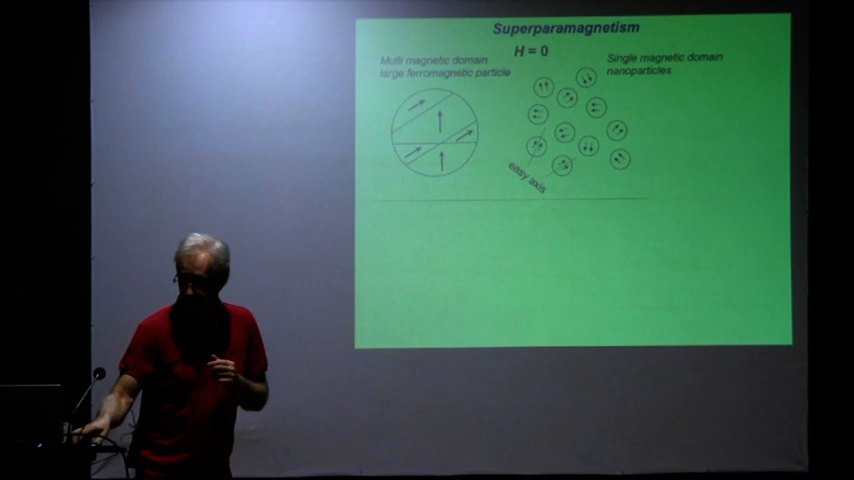 Superparamagnetism
H = 0
Multi magnetic domain
large ferromagnetic particle
Single magnetic domain
nanoparticles
easy axis